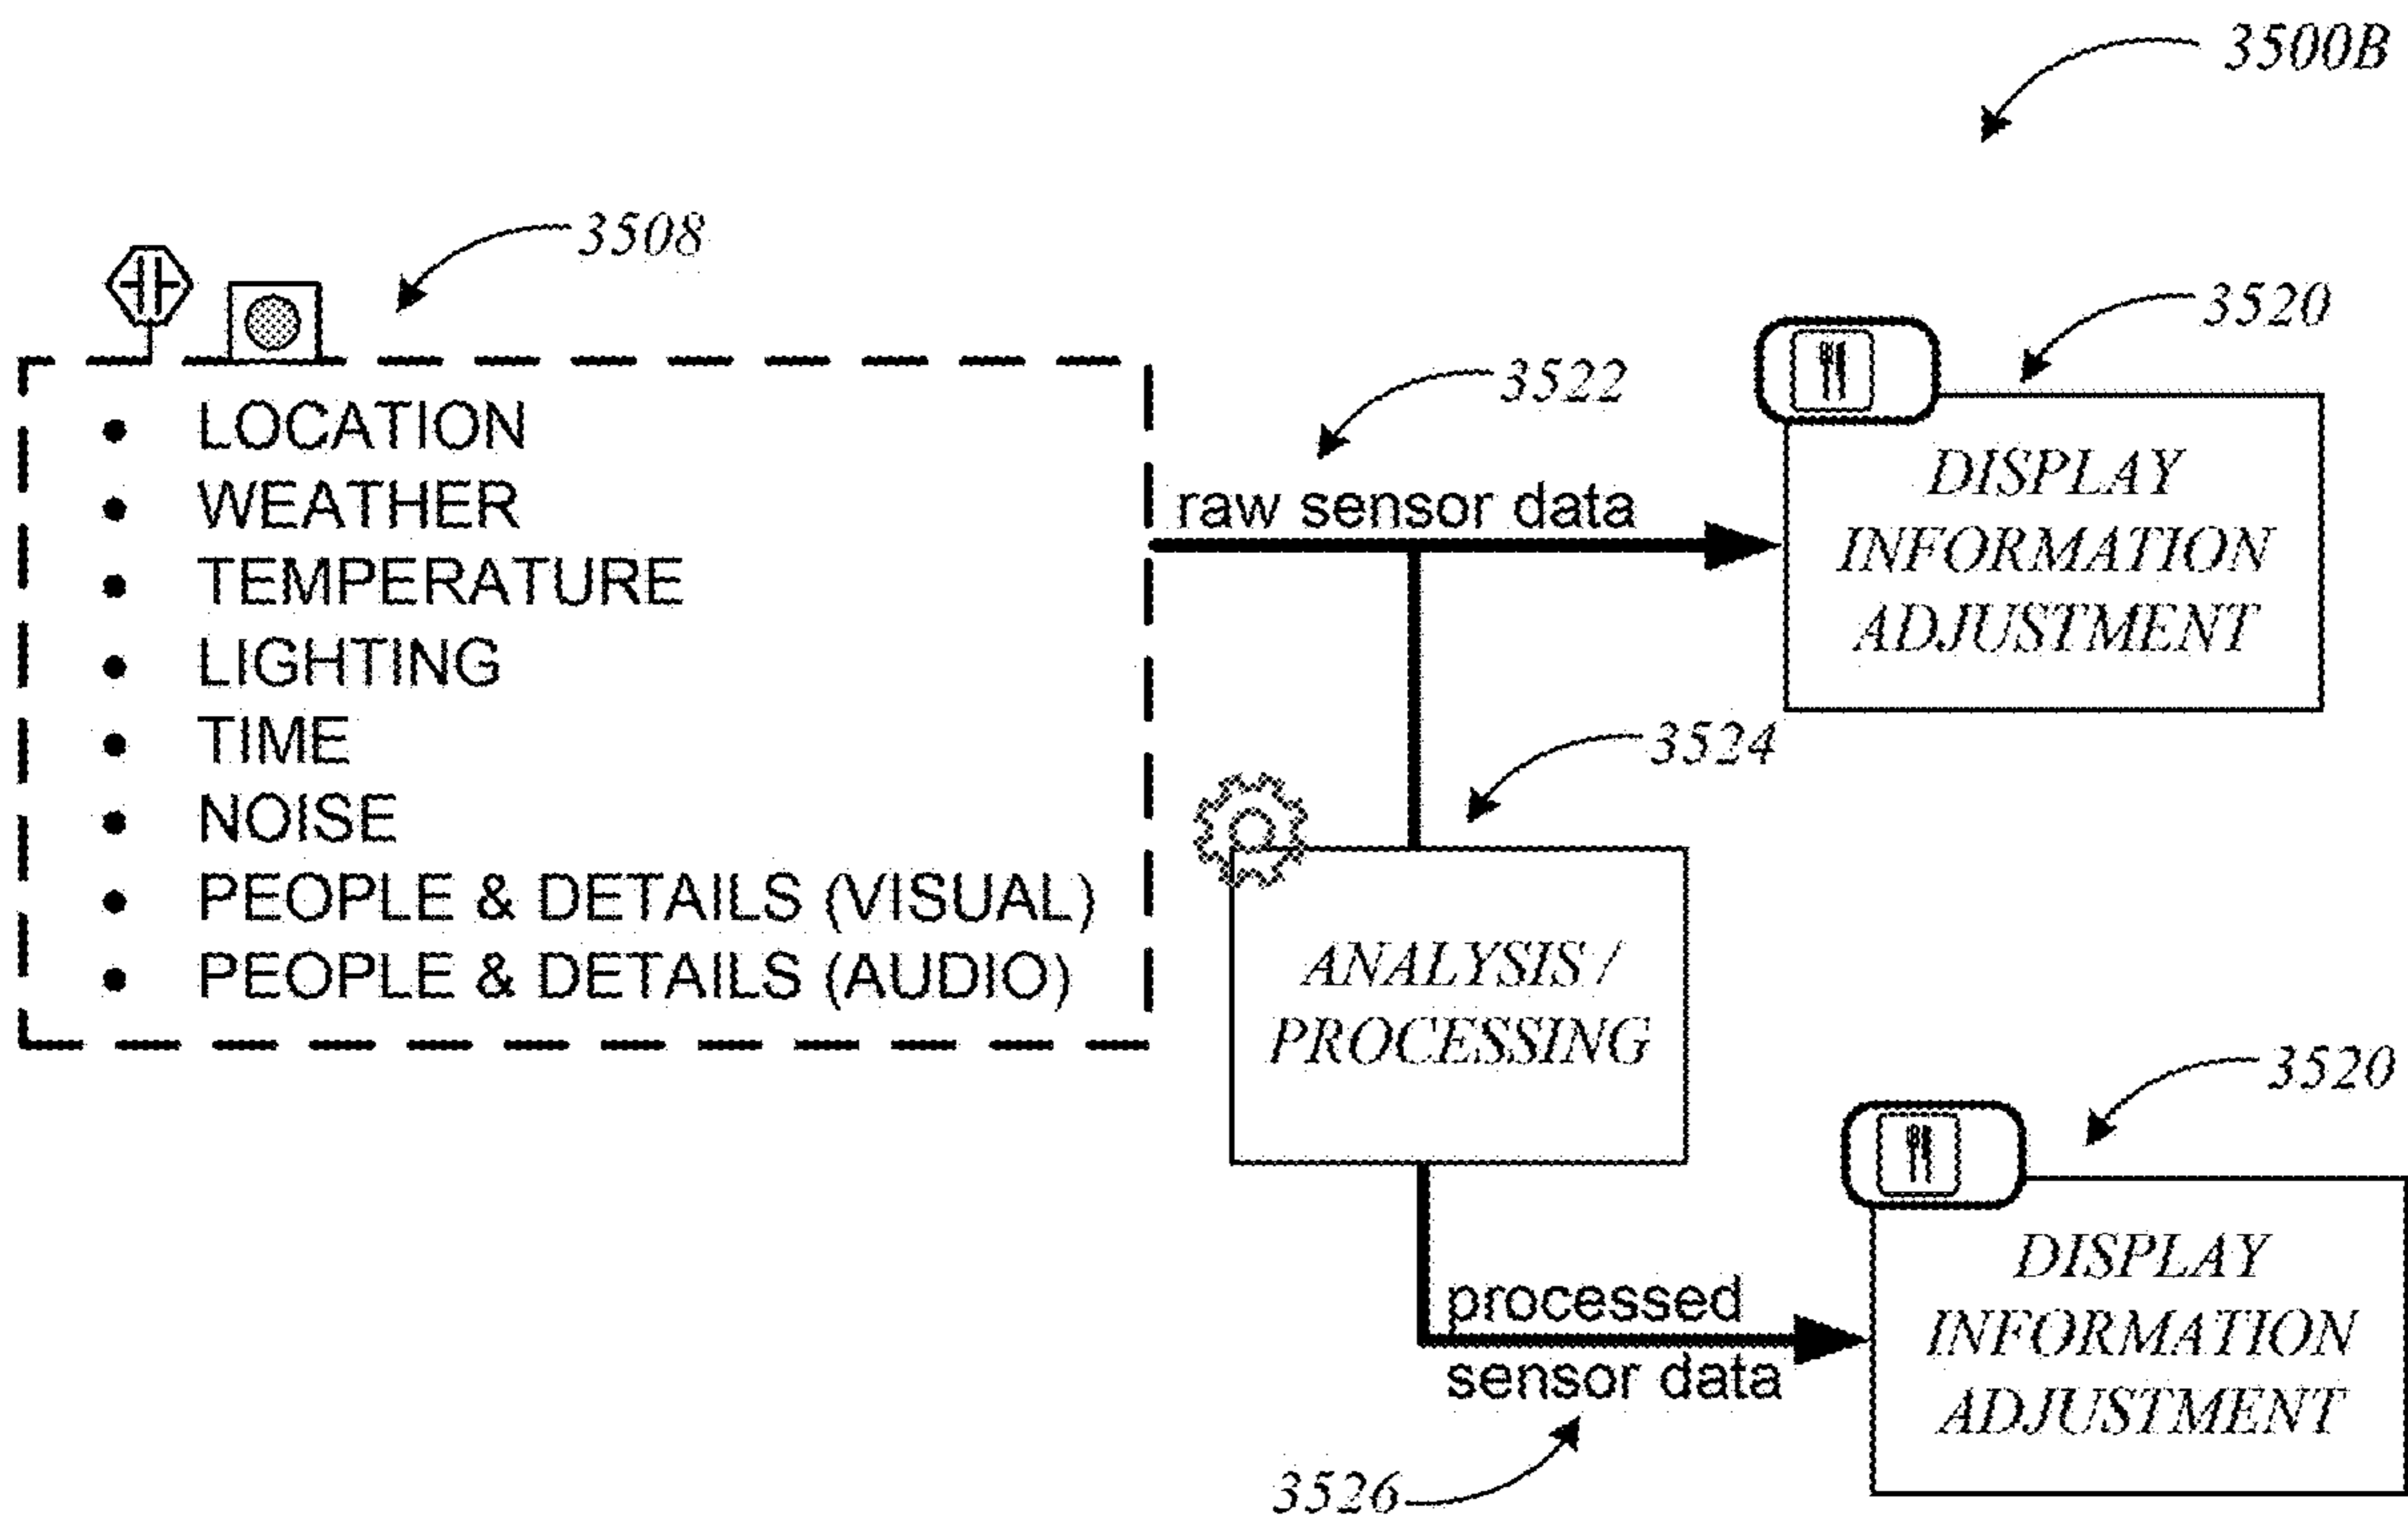 3500B
3508
3520
3522
• LOCATION
• WEATHER
• TEMPERATURE
• LIGHTING
• TIME
• NOISE
• PEOPLE & DETAILS (VISUAL)
• PEOPLE & DETAILS (AUDIO)
raw sensor data
DISPLAY
INFORMATION
ADJUSTMENT
3524
ANALYSIS /
PROCESSING
3520
processed
sensor data
DISPLAY
INFORMATION
ADJUSTMENT
3526